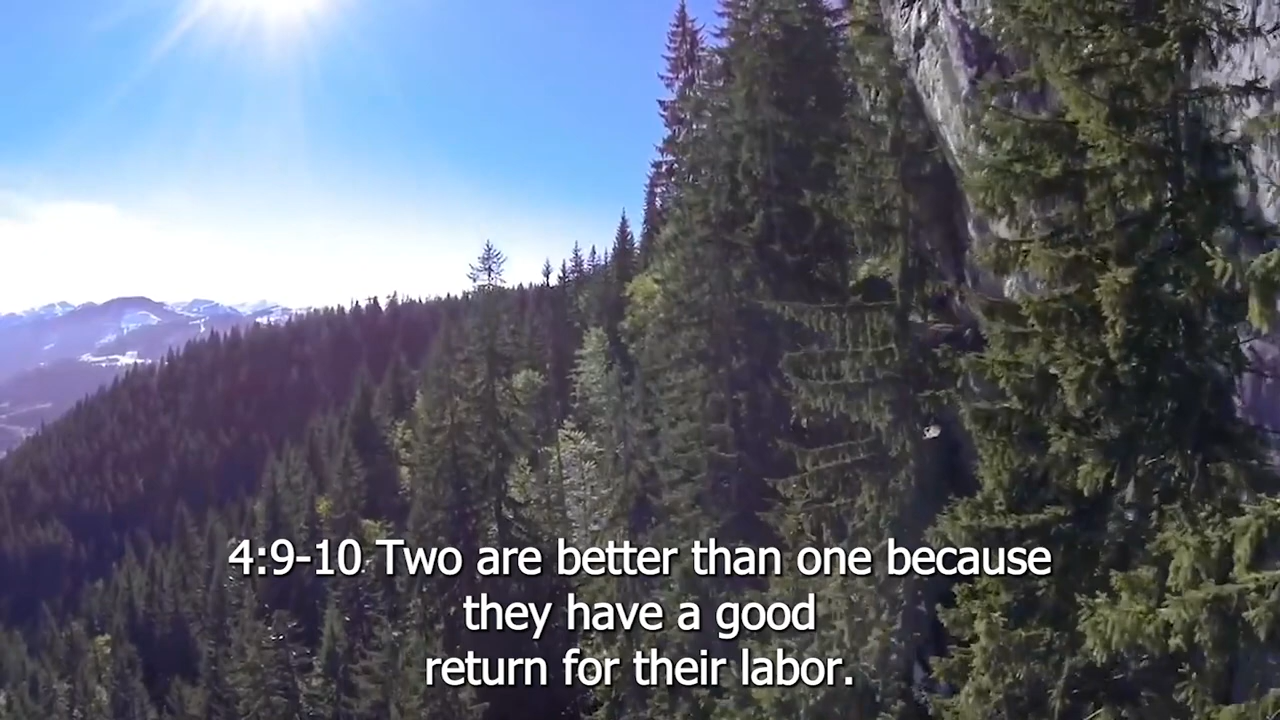 4:9-10 Two are better than one because
they have a good
return for their labor.